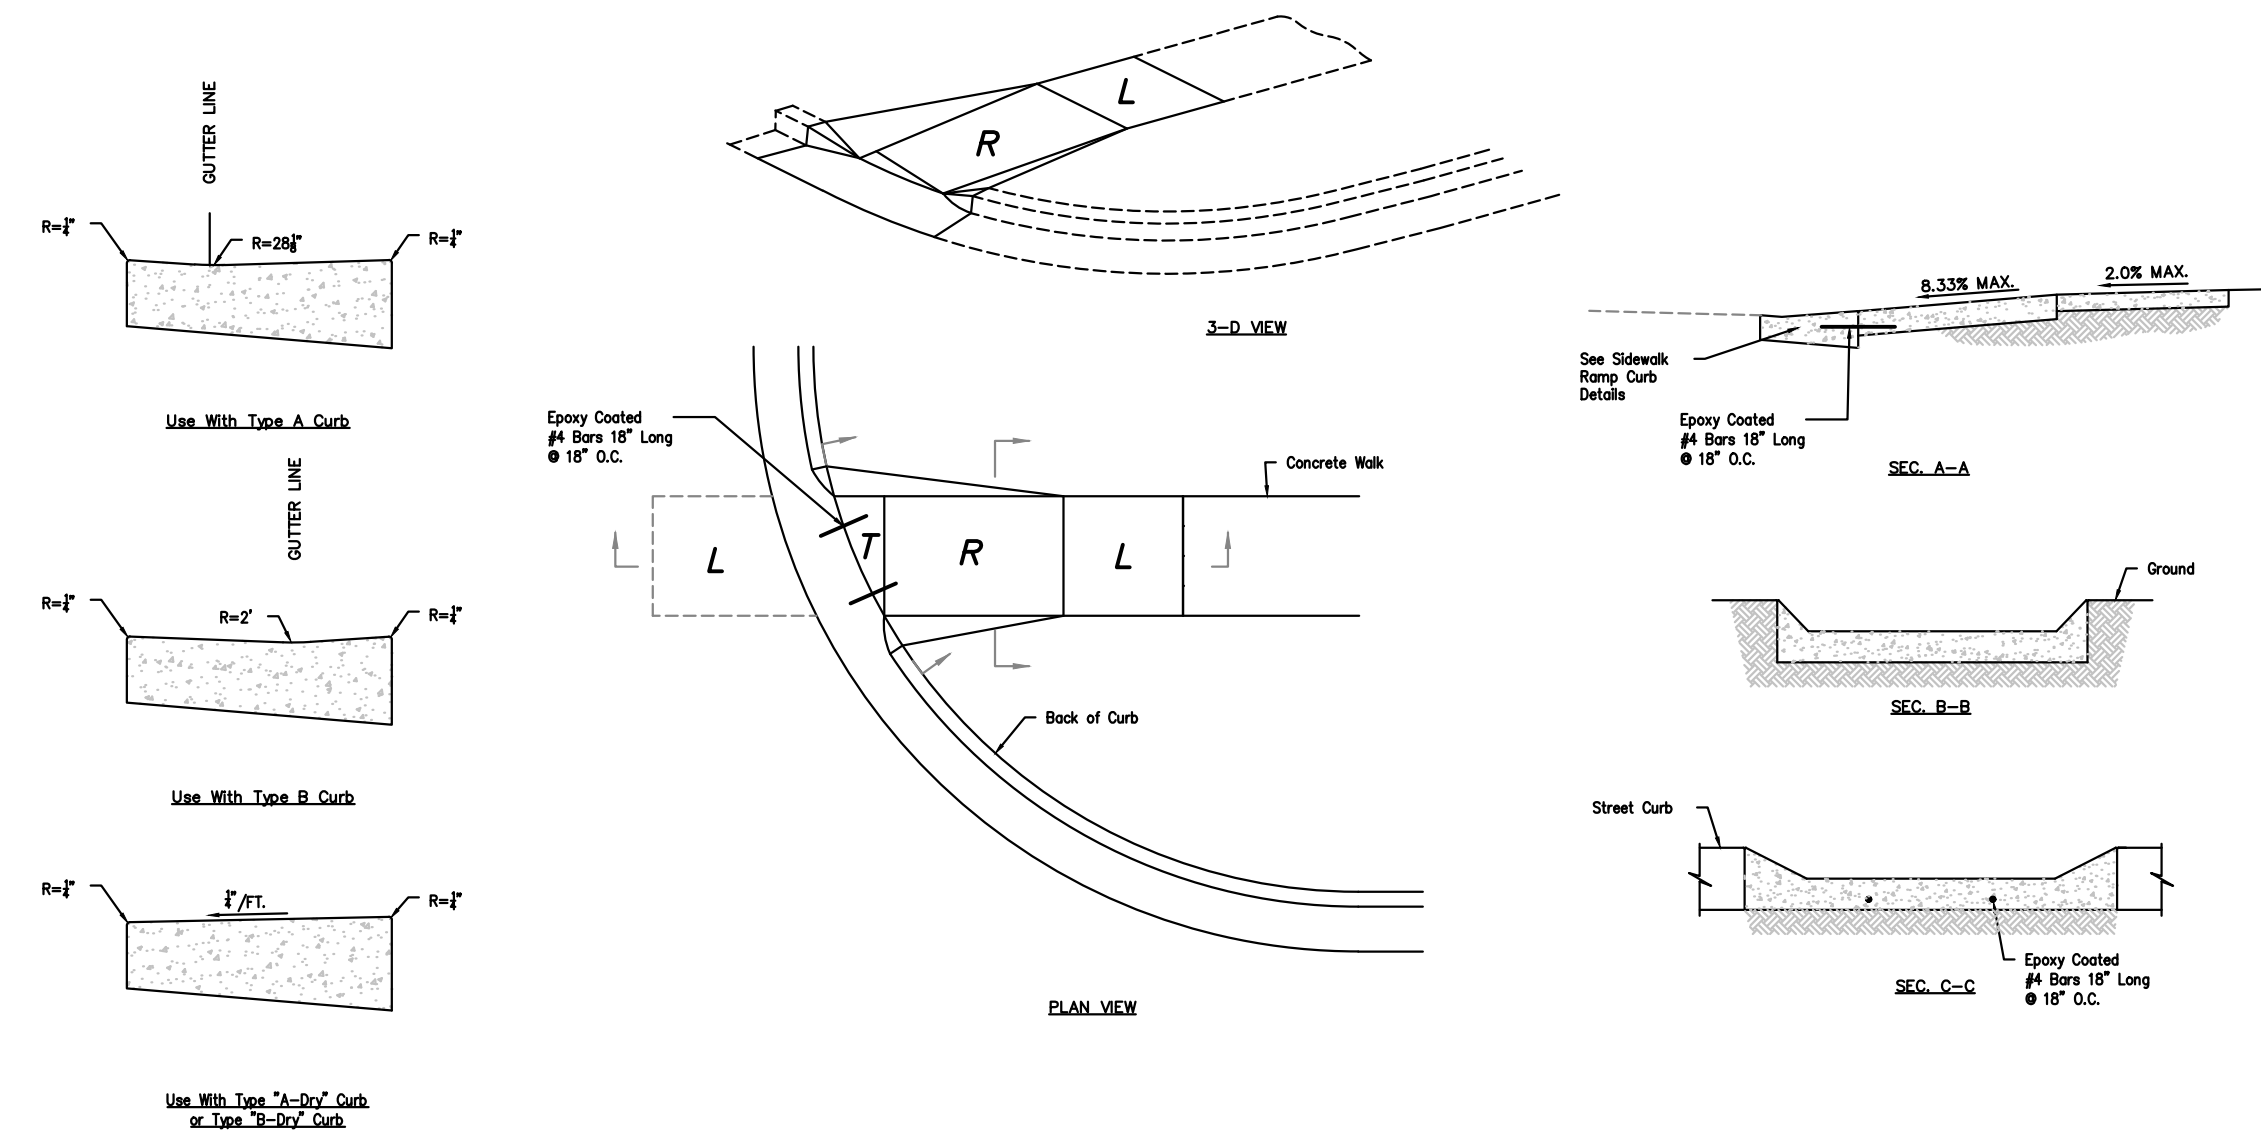 GUTTER LINE
R=1/4"
R=28 1/8"
R=1/4"
Use With Type A Curb
GUTTER LINE
R=1/4"
R=2'
R=1/4"
Use With Type B Curb
R=1/4"
1/4"/FT.
R=1/4"
Use With Type "A-Dry" Curb
or Type "B-Dry" Curb
L
R
3-D VIEW
Epoxy Coated
#4 Bars 18" Long
@ 18" O.C.
Concrete Walk
L
T
R
L
Back of Curb
PLAN VIEW
8.33% MAX.
2.0% MAX.
See Sidewalk
Ramp Curb
Details
Epoxy Coated
#4 Bars 18" Long
@ 18" O.C.
SEC. A-A
Ground
SEC. B-B
Street Curb
Epoxy Coated
#4 Bars 18" Long
@ 18" O.C.
SEC. C-C